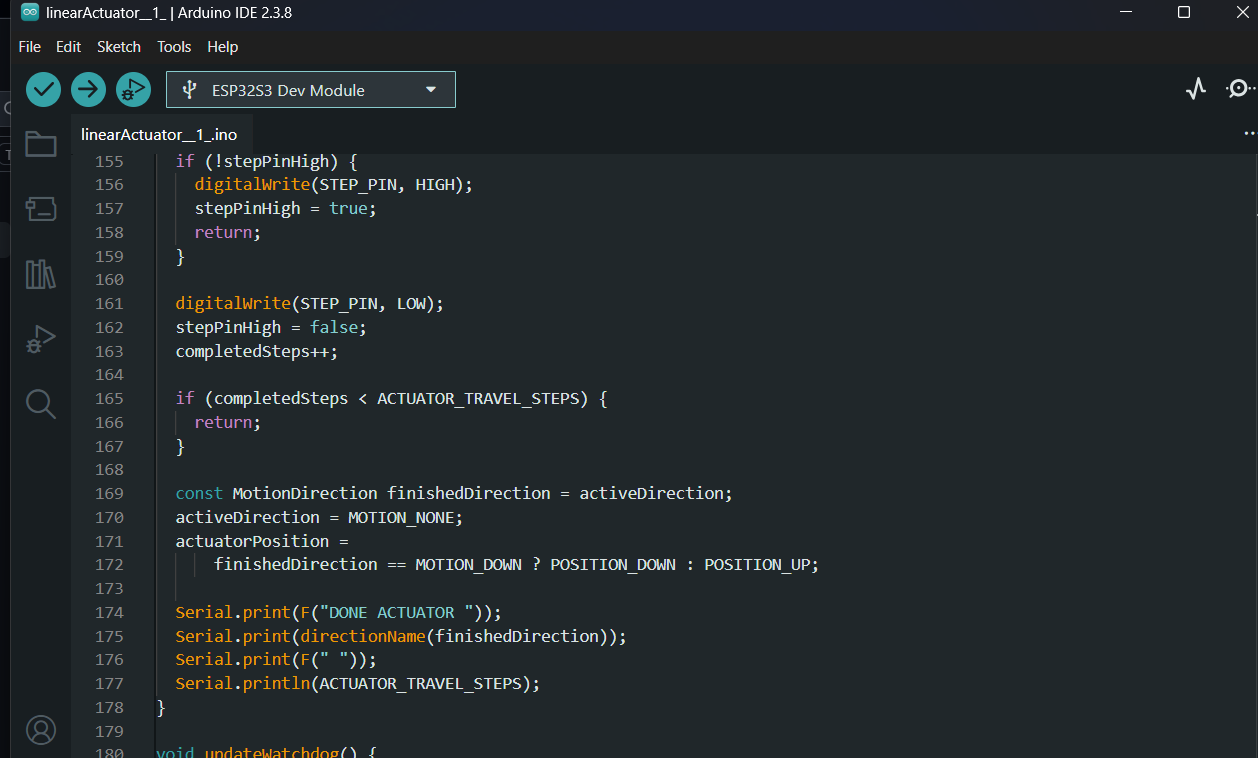 linearActuator__1_ | Arduino IDE 2.3.8
File Edit Sketch Tools Help
ESP32S3 Dev Module
linearActuator__1_.ino
155 if (!stepPinHigh) {
156 digitalWrite(STEP_PIN, HIGH);
157 stepPinHigh = true;
158 return;
159 }
160
161 digitalWrite(STEP_PIN, LOW);
162 stepPinHigh = false;
163 completedSteps++;
164
165 if (completedSteps < ACTUATOR_TRAVEL_STEPS) {
166 return;
167 }
168
169 const MotionDirection finishedDirection = activeDirection;
170 activeDirection = MOTION_NONE;
171 actuatorPosition =
172 finishedDirection == MOTION_DOWN ? POSITION_DOWN : POSITION_UP;
173
174 Serial.print(F("DONE ACTUATOR "));
175 Serial.print(directionName(finishedDirection));
176 Serial.print(F(" "));
177 Serial.println(ACTUATOR_TRAVEL_STEPS);
178 }
179
180 void updateWatchdog() {